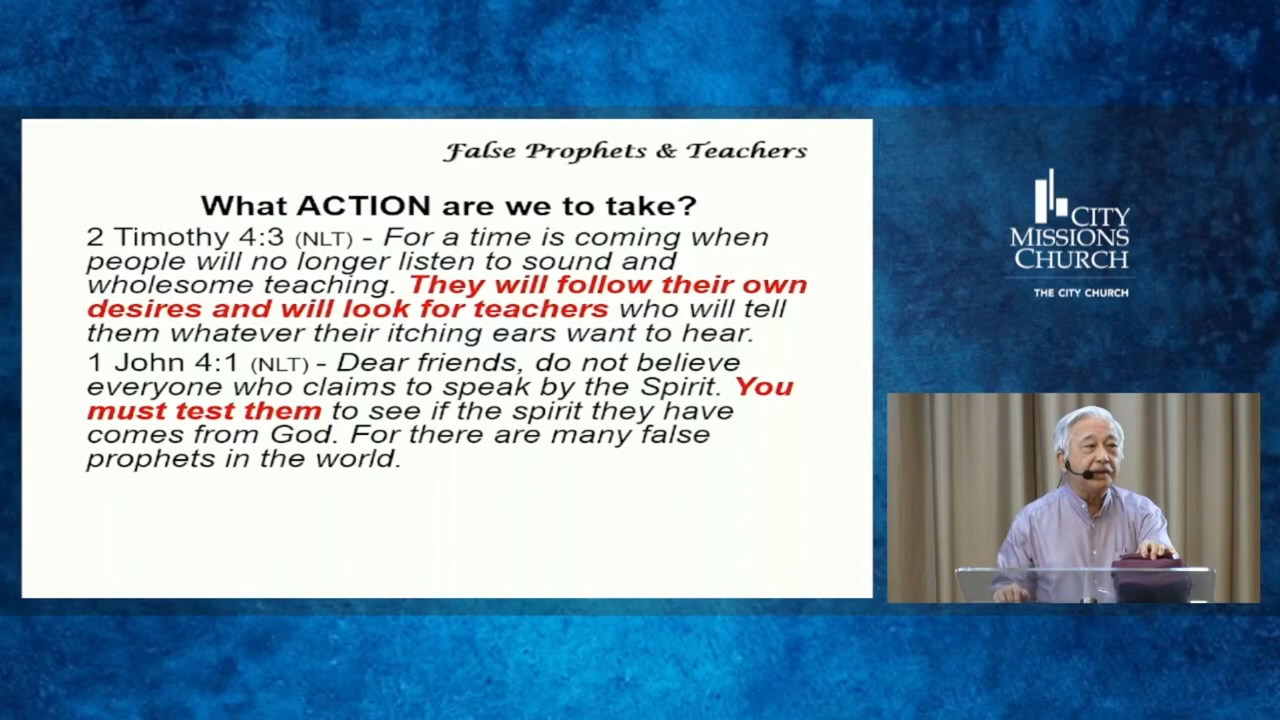 False Prophets & Teachers
What ACTION are we to take?
2 Timothy 4:3 (NLT) - For a time is coming when
people will no longer listen to sound and
wholesome teaching. They will follow their own
desires and will look for teachers who will tell
them whatever their itching ears want to hear.
1 John 4:1 (NLT) - Dear friends, do not believe
everyone who claims to speak by the Spirit. You
must test them to see if the spirit they have
comes from God. For there are many false
prophets in the world.
CITY
MISSIONS
CHURCH
THE CITY CHURCH